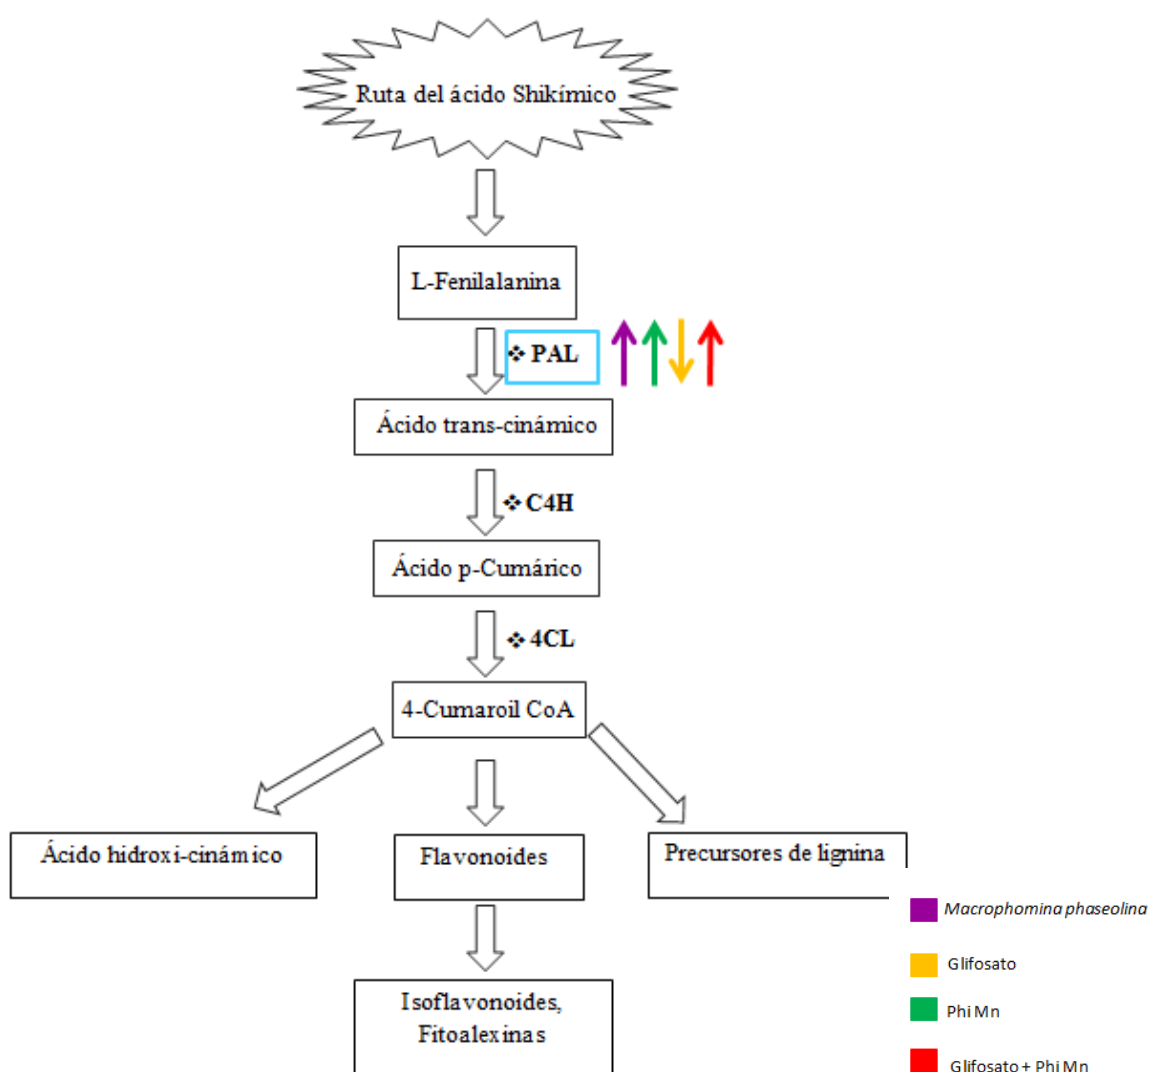 Ruta del ácido Shikímico
L-Fenilalanina
❖ PAL
Ácido trans-cinámico
❖ C4H
Ácido p-Cumárico
❖ 4CL
4-Cumaroil CoA
Ácido hidroxi-cinámico
Flavonoides
Precursores de lignina
Isoflavonoides,
Fitoalexinas
Macrophomina phaseolina
Glifosato
Phi Mn
Glifosato + Phi Mn